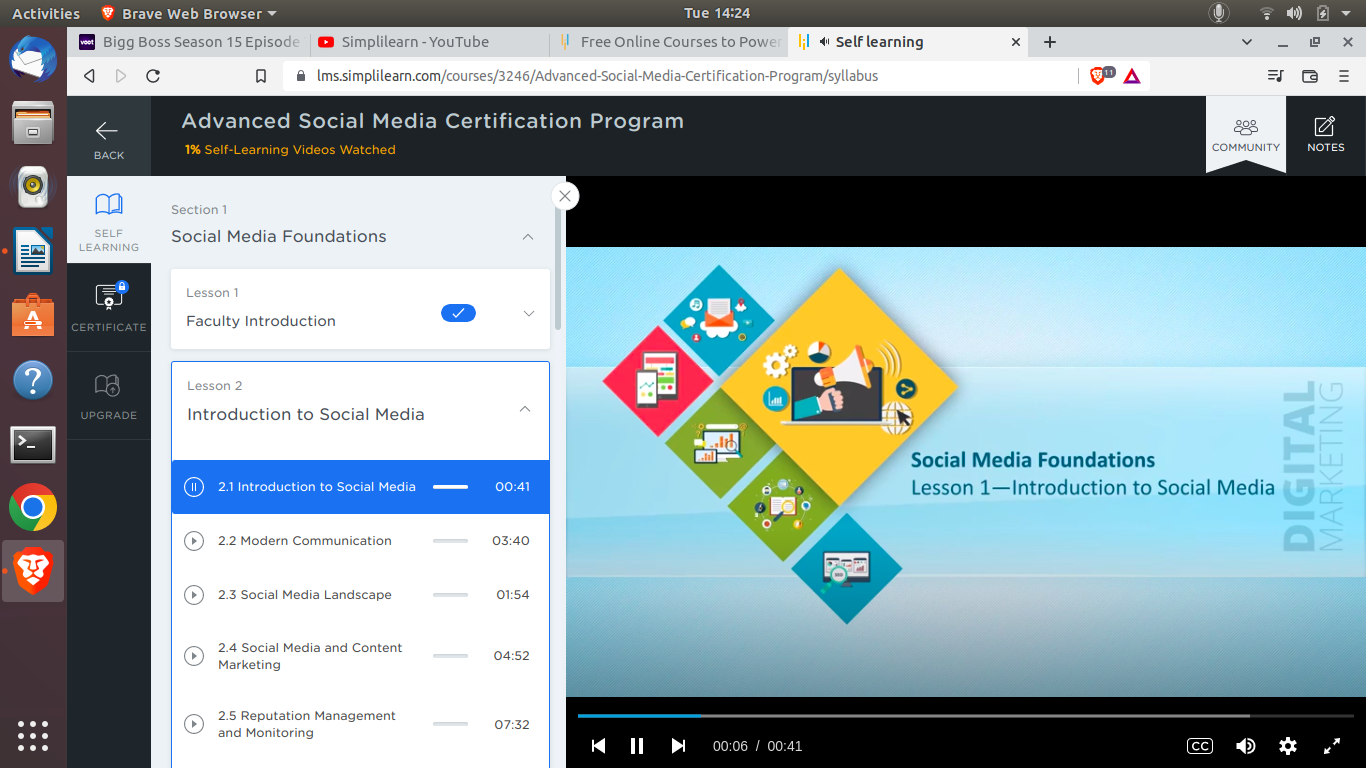 Activities
Brave Web Browser
Tue 14:24
voot
Bigg Boss Season 15 Episode
Simplilearn - YouTube
Free Online Courses to Power
Self learning
lms.simplilearn.com/courses/3246/Advanced-Social-Media-Certification-Program/syllabus
11
BACK
Advanced Social Media Certification Program
1% Self-Learning Videos Watched
COMMUNITY
NOTES
SELF
LEARNING
CERTIFICATE
UPGRADE
Section 1
Social Media Foundations
Lesson 1
Faculty Introduction
Lesson 2
Introduction to Social Media
2.1 Introduction to Social Media 00:41
2.2 Modern Communication 03:40
2.3 Social Media Landscape 01:54
2.4 Social Media and Content
Marketing 04:52
2.5 Reputation Management
and Monitoring 07:32
Social Media Foundations
Lesson 1—Introduction to Social Media
DIGITAL
MARKETING
00:06 / 00:41
CC